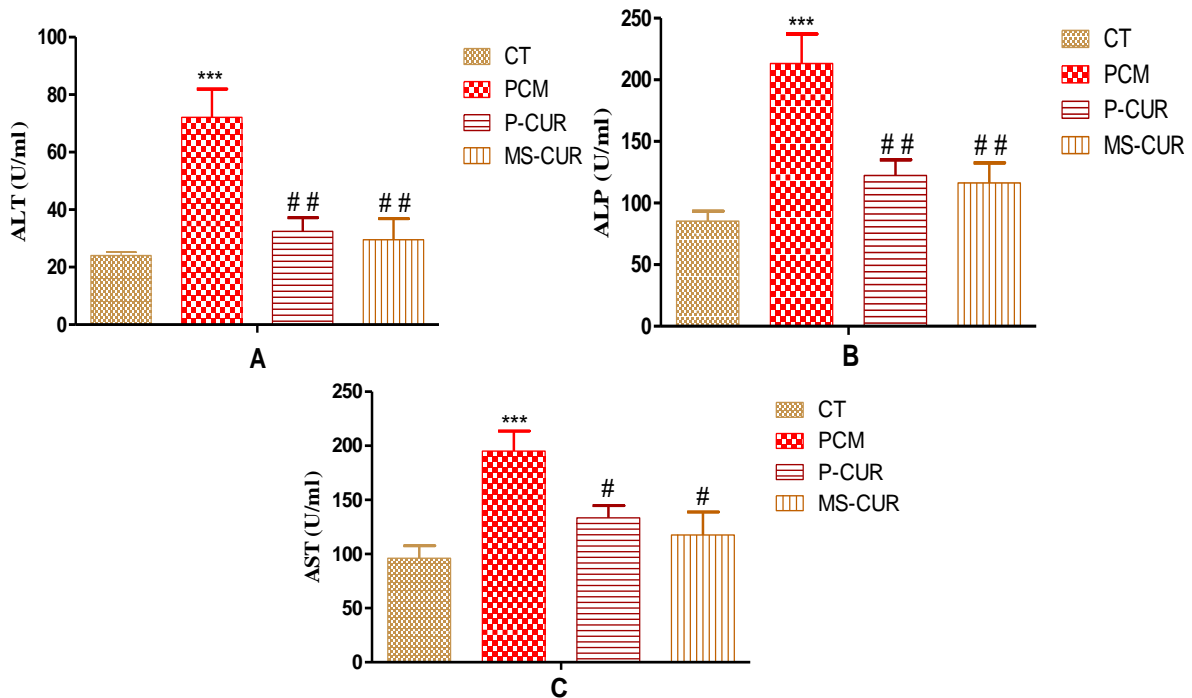 ALT (U/ml)
100
80
60
40
20
0
***
# #
# #
CT
PCM
P-CUR
MS-CUR
A
ALP (U/ml)
250
200
150
100
50
0
***
# #
# #
CT
PCM
P-CUR
MS-CUR
B
AST (U/ml)
250
200
150
100
50
0
***
#
#
CT
PCM
P-CUR
MS-CUR
C